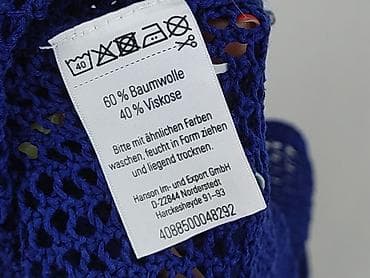 40
60 % Baumwolle
40 % Viskose
Bitte mit ähnlichen Farben
waschen, feucht in Form ziehen
und liegend trocknen.
Hanson Im- und Export GmbH
D-22844 Norderstedt
Harckesheyde 91–93
4088500048292